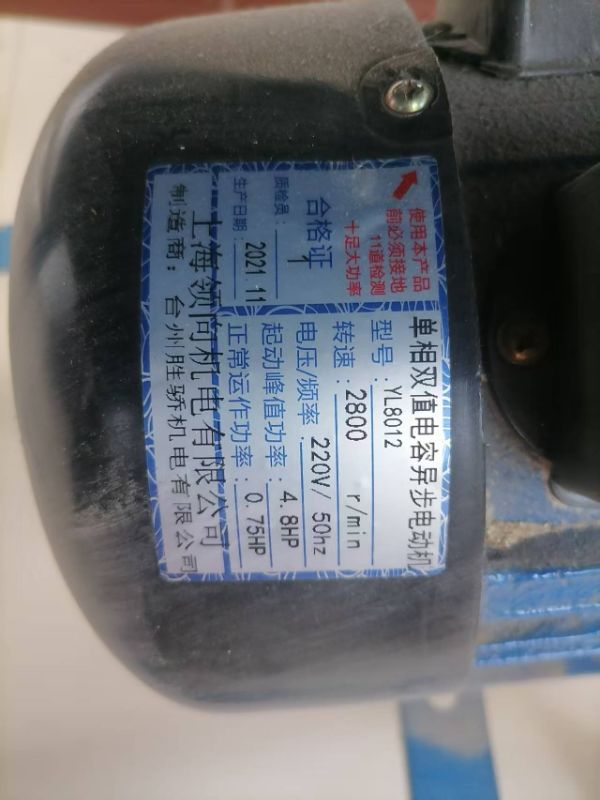 单相双值电容异步电动机
型号：YL8012
转速：2800 r/min
电压/频率：220V/50hz
起动峰值功率：4.8HP
正常运作功率：0.75HP
使用本产品
前必须接地
11道检测
十足大功率
合格证
质检员：1
生产日期：2021.11
上海领向机电有限公司
制造商：台州胜骄机电有限公司